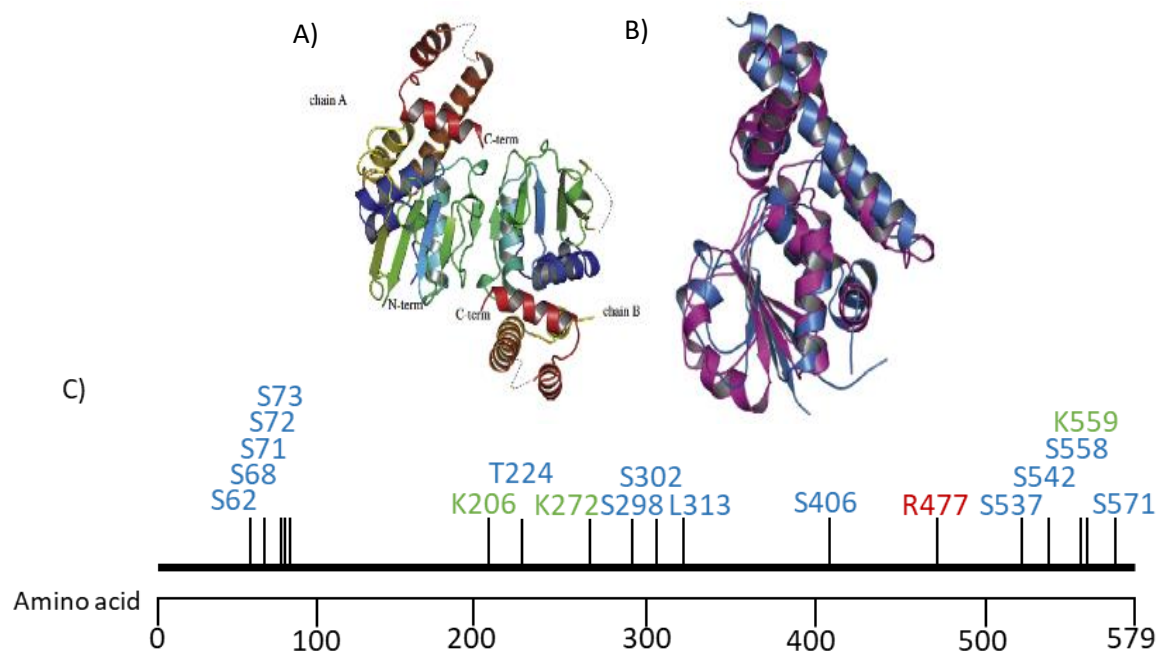 A)
B)
chain A
C-term
N-term
C-term
chain B
C)
S73
S72
K559
S71
S558
S68
T224
S302
S542
S62
K206
K272
S298
L313
S406
R477
S537
S571
Amino acid
0
100
200
300
400
500
579